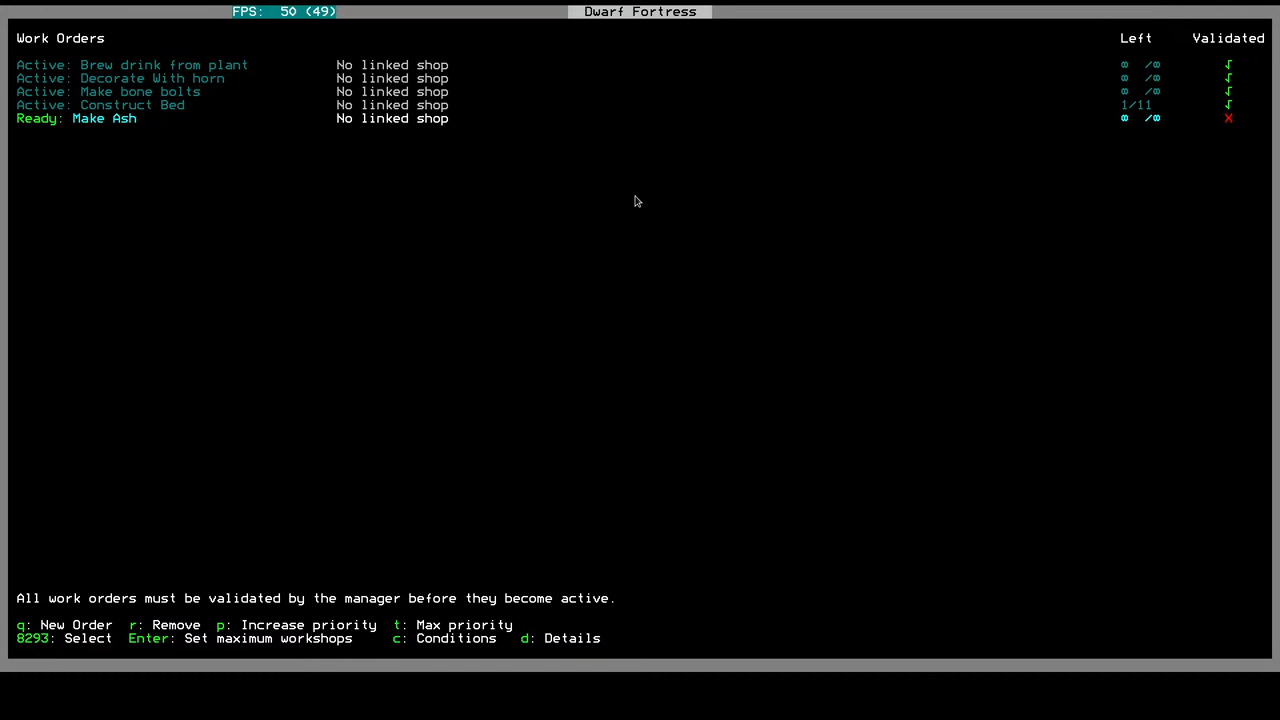 FPS: 50 (49) Dwarf Fortress
Work Orders Left Validated
Active: Brew drink from plant No linked shop ∞ /∞ √
Active: Decorate With horn No linked shop ∞ /∞ √
Active: Make bone bolts No linked shop ∞ /∞ √
Active: Construct Bed No linked shop 1/11 √
Ready: Make Ash No linked shop ∞ /∞ X
All work orders must be validated by the manager before they become active.
q: New Order r: Remove p: Increase priority t: Max priority
8293: Select Enter: Set maximum workshops c: Conditions d: Details